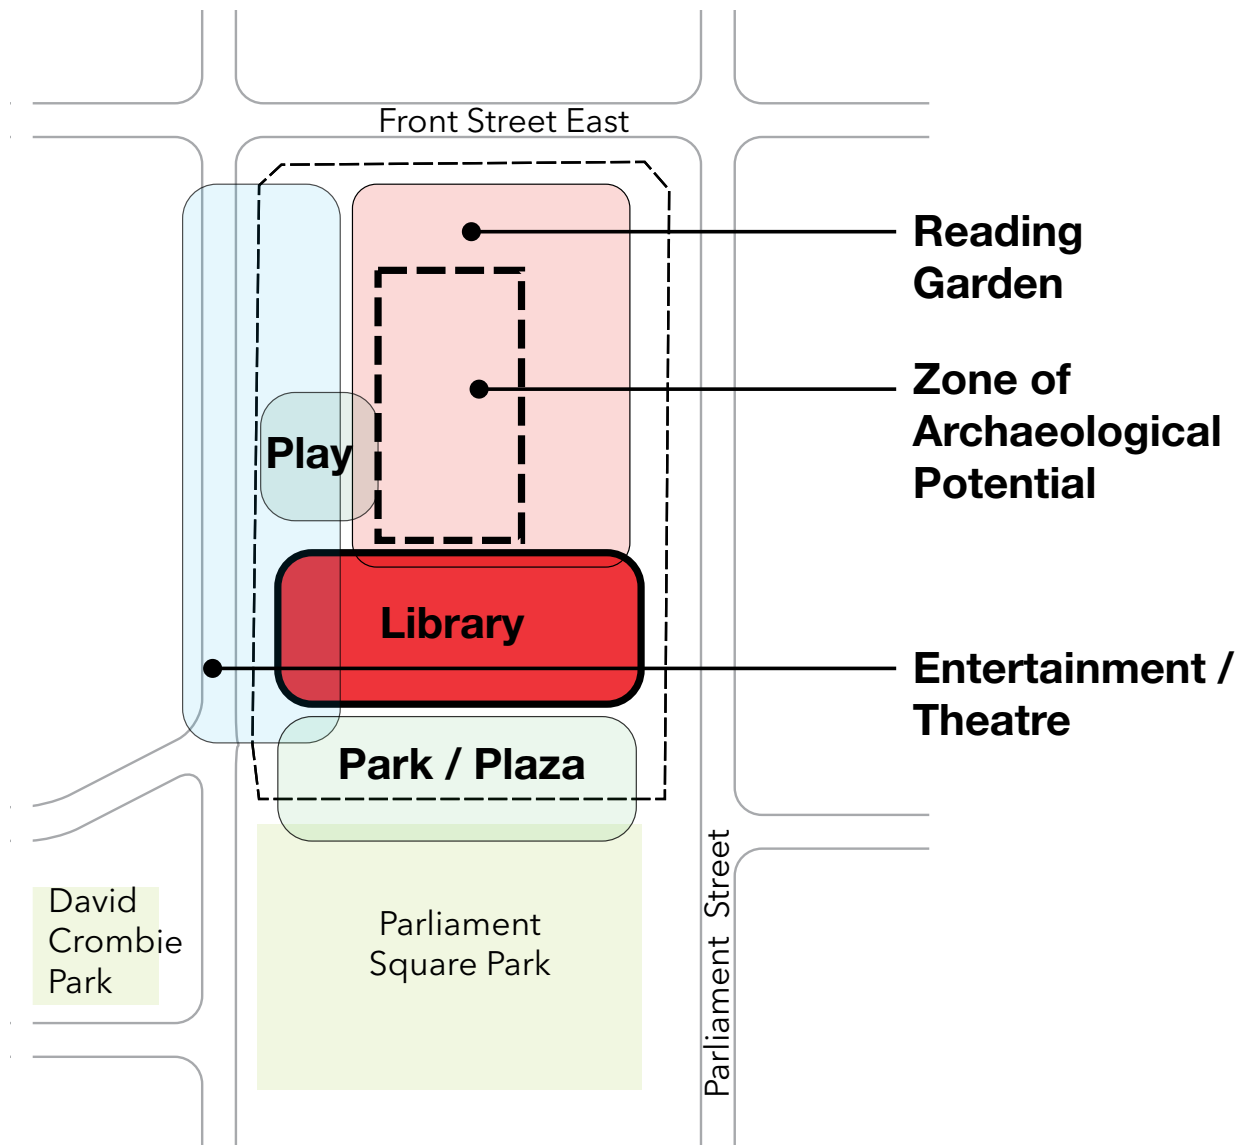 Front Street East
Reading
Garden
Zone of
Archaeological
Potential
Play
Library
Entertainment /
Theatre
Park / Plaza
Parliament Street
David
Crombie
Park
Parliament
Square Park